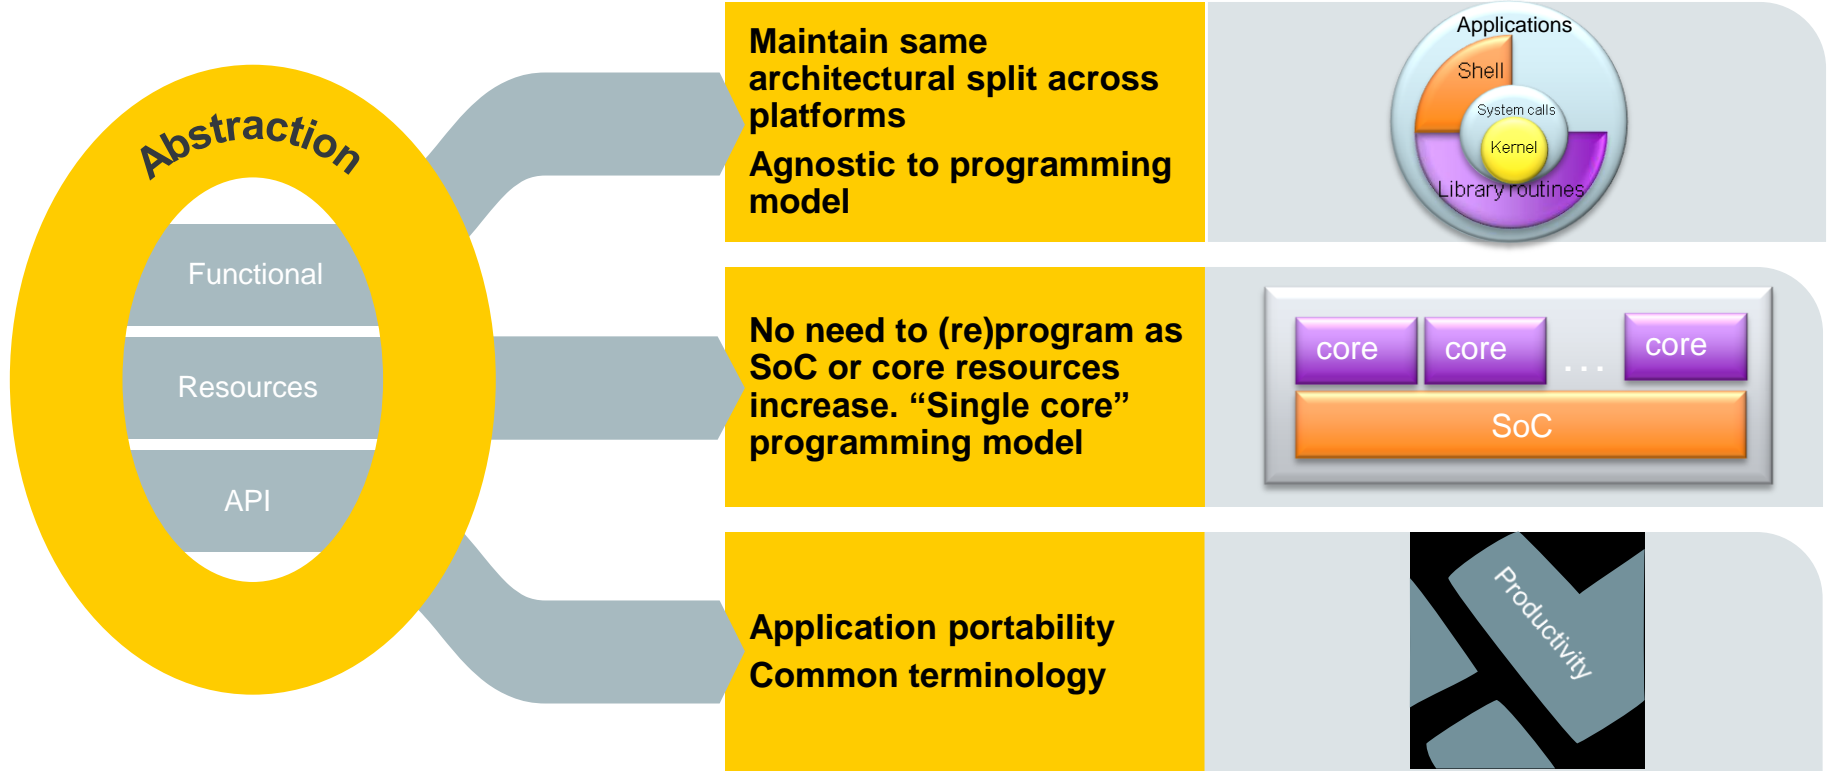 Abstraction
Functional
Resources
API
Maintain same
architectural split across
platforms
Agnostic to programming
model
Applications
Shell
System calls
Kernel
Library routines
No need to (re)program as
SoC or core resources
increase. “Single core”
programming model
core
core
...
core
SoC
Application portability
Common terminology
Productivity